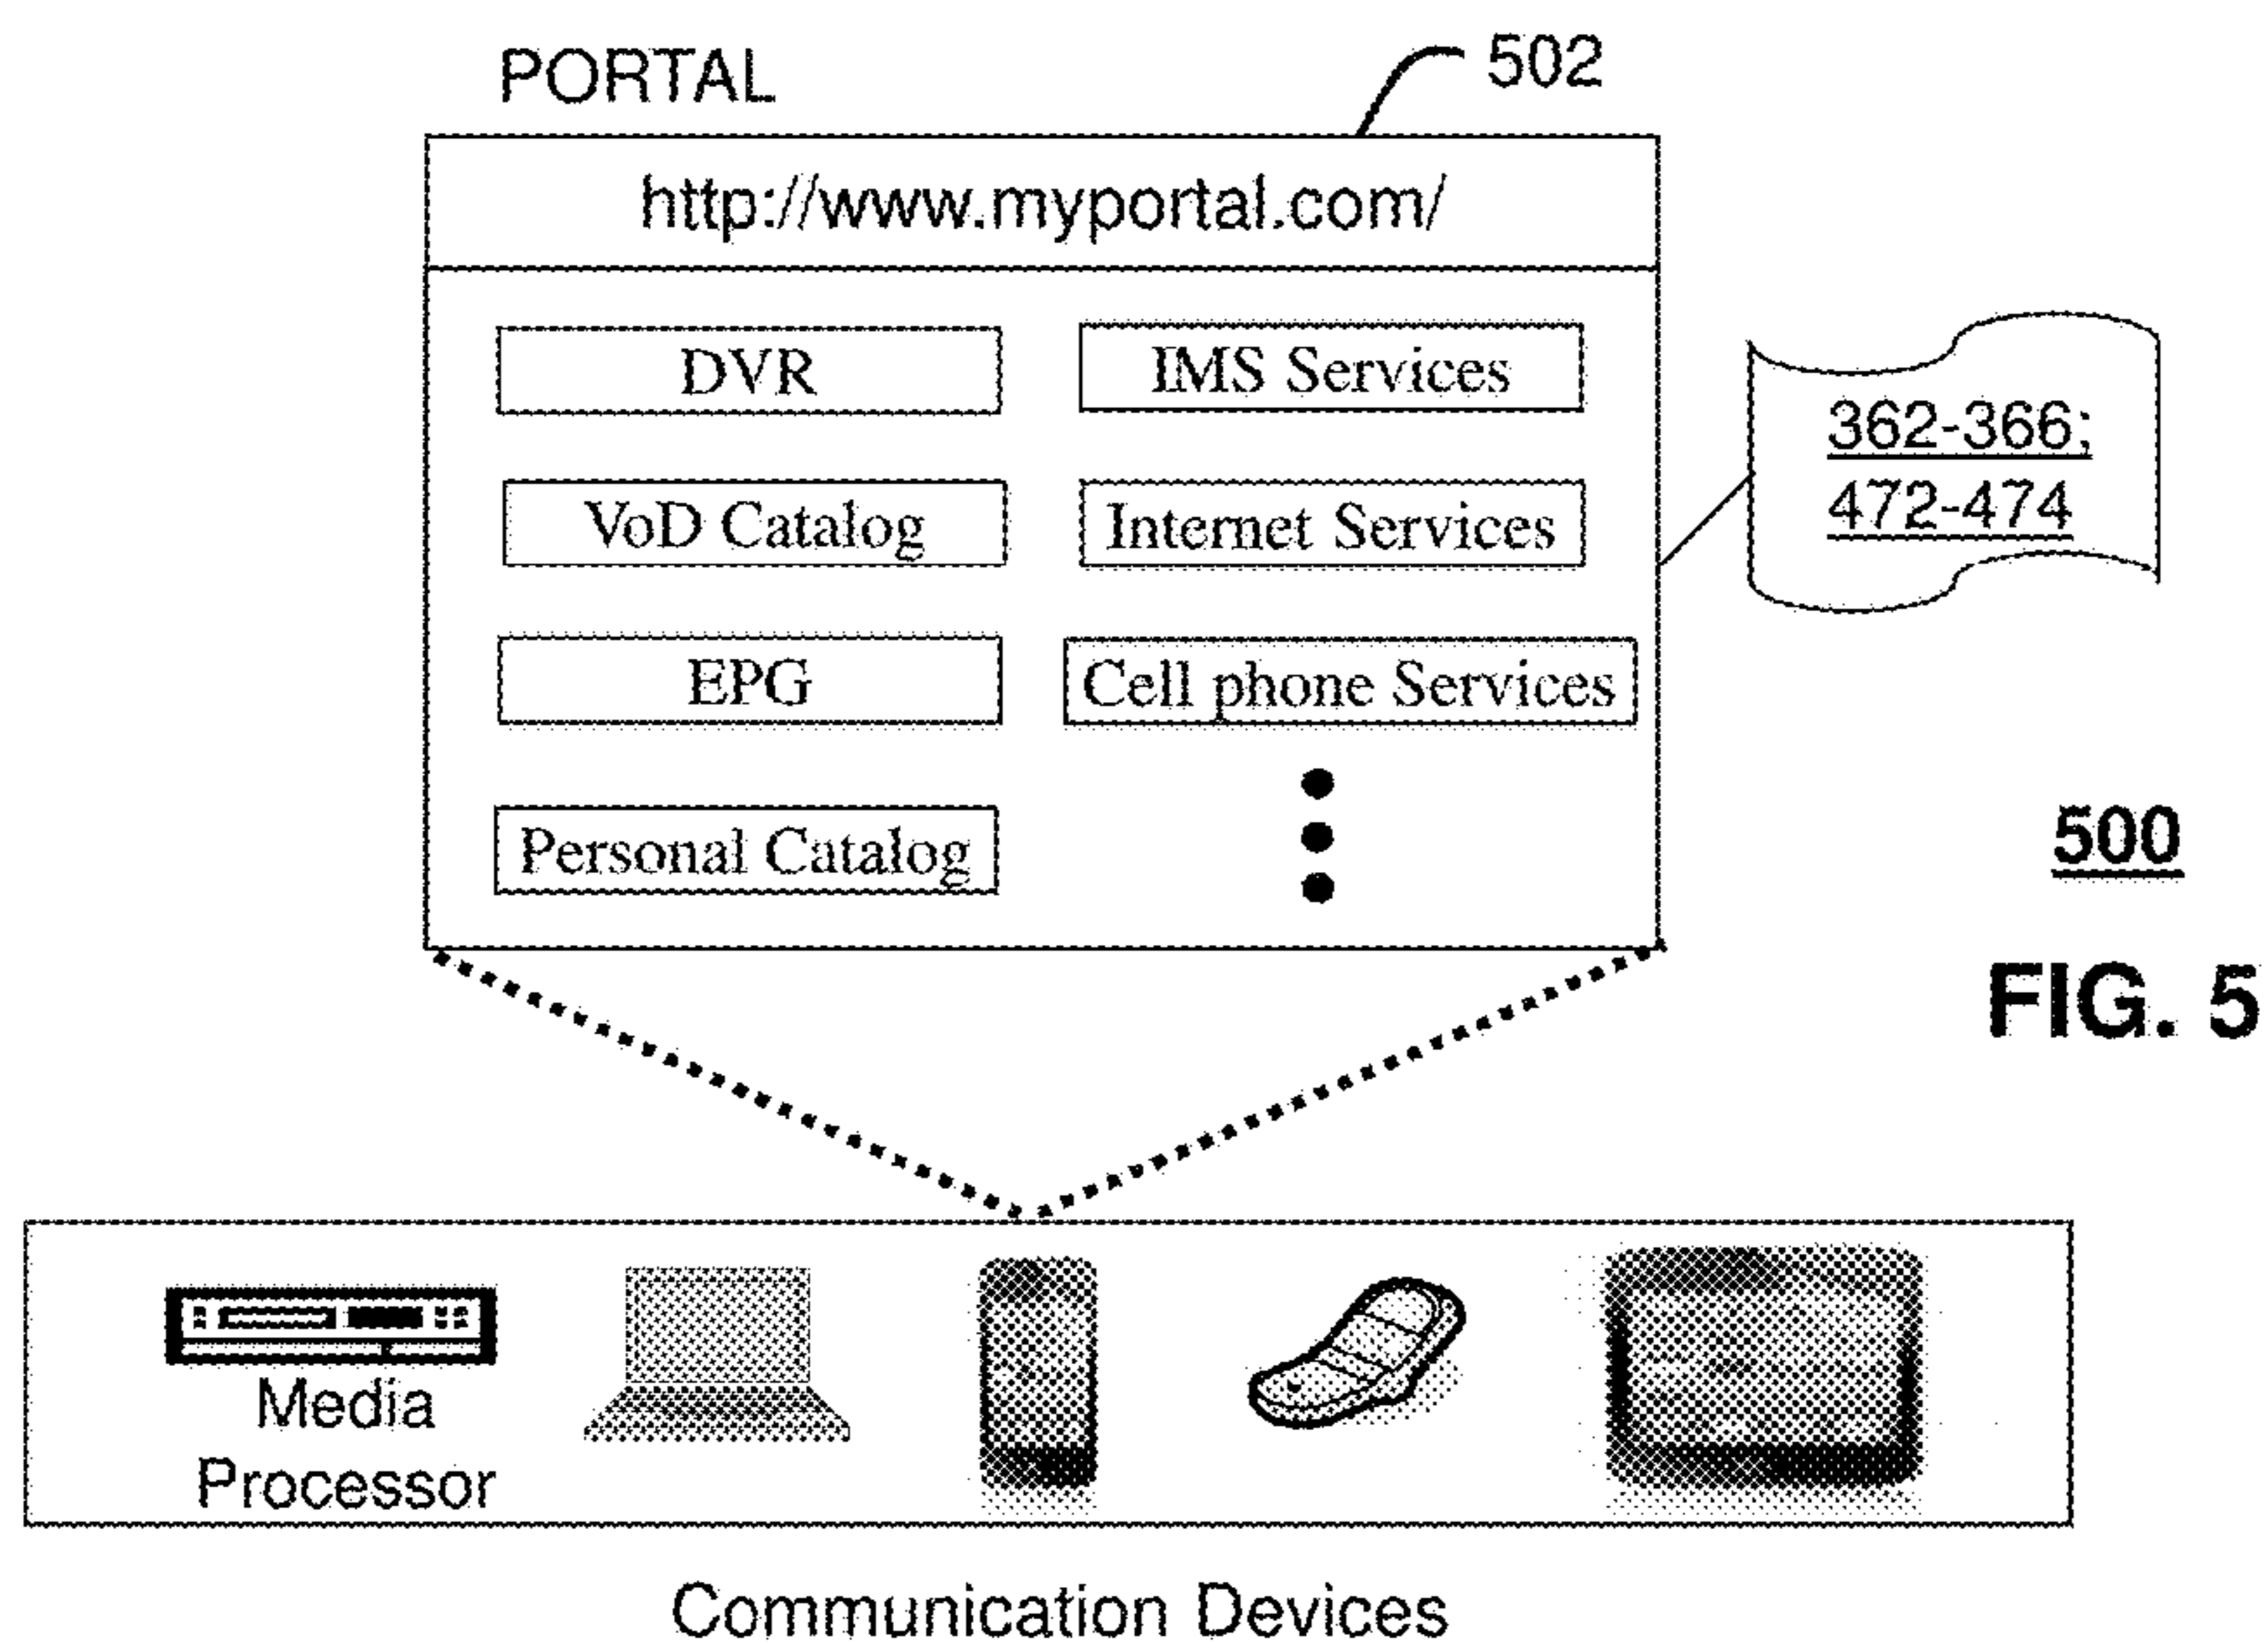 PORTAL
502
http://www.myportal.com/
DVR
IMS Services
VoD Catalog
Internet Services
EPG
Cell phone Services
Personal Catalog
362-366;
472-474
500
FIG. 5
Media
Processor
Communication Devices